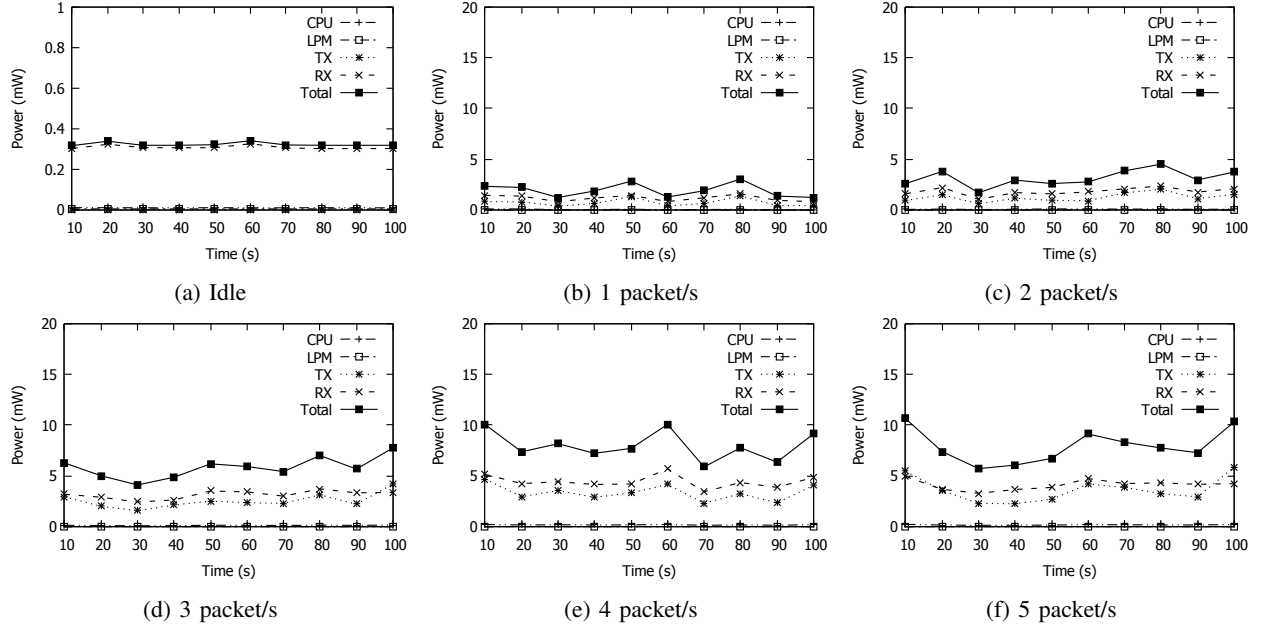 1
0.8
0.6
0.4
0.2
0
Power (mW)
CPU
LPM
TX
RX
Total
10 20 30 40 50 60 70 80 90 100
Time (s)
(a) Idle
20
15
10
5
0
Power (mW)
CPU
LPM
TX
RX
Total
10 20 30 40 50 60 70 80 90 100
Time (s)
(b) 1 packet/s
20
15
10
5
0
Power (mW)
CPU
LPM
TX
RX
Total
10 20 30 40 50 60 70 80 90 100
Time (s)
(c) 2 packet/s
20
15
10
5
0
Power (mW)
CPU
LPM
TX
RX
Total
10 20 30 40 50 60 70 80 90 100
Time (s)
(d) 3 packet/s
20
15
10
5
0
Power (mW)
CPU
LPM
TX
RX
Total
10 20 30 40 50 60 70 80 90 100
Time (s)
(e) 4 packet/s
20
15
10
5
0
Power (mW)
CPU
LPM
TX
RX
Total
10 20 30 40 50 60 70 80 90 100
Time (s)
(f) 5 packet/s